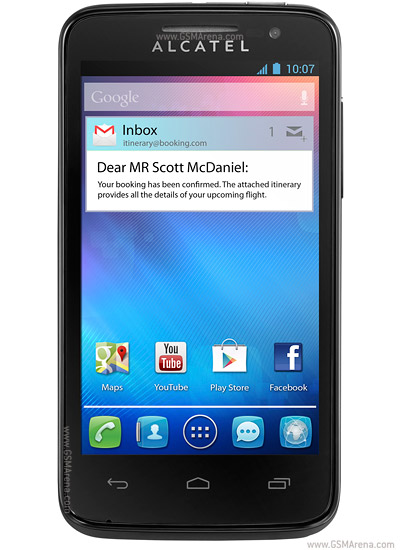 www.GSMArena.com
ALCATEL
10:07
Google
Inbox
1
itinerary@booking.com
Dear MR Scott McDaniel:
Your booking has been confirmed. The attached itinerary
provides all the details of your upcoming flight.
You
Tube
f
Maps
YouTube
Play Store
Facebook
www.GSMArena.com
www.GSMArena.com